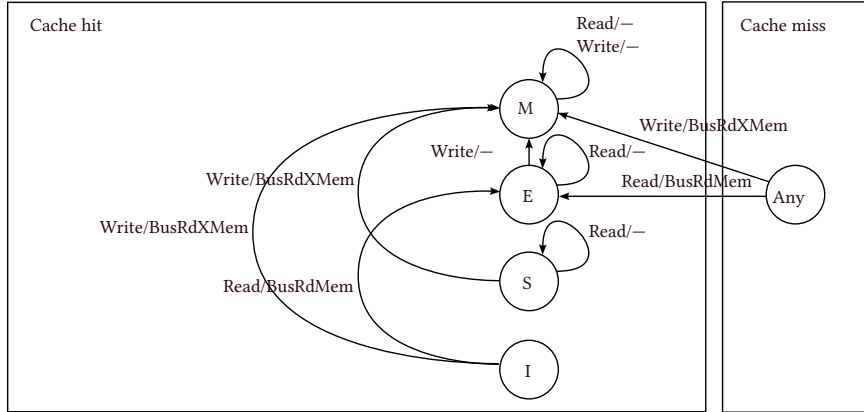 Cache hit
Cache miss
Read/—
Write/—
M
Write/BusRdXMem
Write/—
Read/—
Write/BusRdXMem
Read/BusRdMem
E
Any
Write/BusRdXMem
Read/—
S
Read/BusRdMem
I